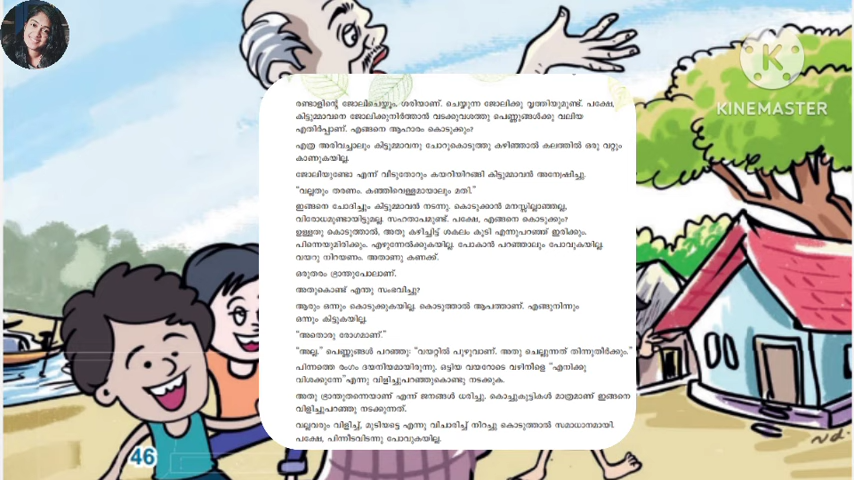 KINEMASTER
രണ്ടാളിന്റെ ജോലിചെയ്യും. ശരിയാണ്. ചെയ്യുന്ന ജോലിക്കു വൃത്തിയുമുണ്ട്. പക്ഷേ,
കിട്ടുമ്മാവനെ ജോലിക്കുനിർത്താൻ വടക്കുവശത്തു പെണ്ണുങ്ങൾക്കു വലിയ
എതിർപ്പാണ്. എങ്ങനെ ആഹാരം കൊടുക്കും?
എത്ര അരിവച്ചാലും കിട്ടുമ്മാവനു ചോറുകൊടുത്തു കഴിഞ്ഞാൽ കലത്തിൽ ഒരു വറ്റും
കാണുകയില്ല.
ജോലിയുണ്ടോ എന്ന് വീടുതോറും കയറിയിറങ്ങി കിട്ടുമ്മാവൻ അന്വേഷിച്ചു.
"വല്ലതും തരണം. കഞ്ഞിവെള്ളമായാലും മതി."
ഇങ്ങനെ ചോദിച്ചും കിട്ടുമ്മാവൻ നടന്നു. കൊടുക്കാൻ മനസ്സില്ലാഞ്ഞല്ല,
വിരോധമുണ്ടായിട്ടുമല്ല. സഹതാപമുണ്ട്. പക്ഷേ, എങ്ങനെ കൊടുക്കും?
ഉള്ളതു കൊടുത്താൽ, അതു കഴിച്ചിട്ട് ശകലം കൂടി എന്നുപറഞ്ഞ് ഇരിക്കും.
പിന്നെയുമിരിക്കും. എഴുന്നേൽക്കുകയില്ല. പോകാൻ പറഞ്ഞാലും പോവുകയില്ല.
വയറു നിറയണം. അതാണു കണക്ക്.
ഒരുതരം ഭ്രാന്തുപോലാണ്.
അതുകൊണ്ട് എന്തു സംഭവിച്ചു?
ആരും ഒന്നും കൊടുക്കുകയില്ല. കൊടുത്താൽ ആപത്താണ്. എങ്ങുനിന്നും
ഒന്നും കിട്ടുകയില്ല.
"അതൊരു രോഗമാണ്."
"അല്ല." പെണ്ണുങ്ങൾ പറഞ്ഞു: "വയറ്റിൽ പുഴുവാണ്. അതു ചെല്ലുന്നത് തിന്നുതീർക്കും."
പിന്നത്തെ രംഗം ദയനീയമായിരുന്നു. ഒട്ടിയ വയറോടെ വഴിനീളെ "എനിക്കു
വിശക്കുന്നേ"എന്നു വിളിച്ചുപറഞ്ഞുകൊണ്ടു നടക്കുക.
അതു ഭ്രാന്തുതന്നെയാണ് എന്ന് ജനങ്ങൾ ധരിച്ചു. കൊച്ചുകുട്ടികൾ മാത്രമാണ് ഇങ്ങനെ
വിളിച്ചുപറഞ്ഞു നടക്കുന്നത്.
വല്ലവരും വിളിച്ച്, മുടിയട്ടെ എന്നു വിചാരിച്ച് നിറച്ചു കൊടുത്താൽ സമാധാനമായി.
പക്ഷേ, പിന്നീടവിടന്നു പോവുകയില്ല.
46